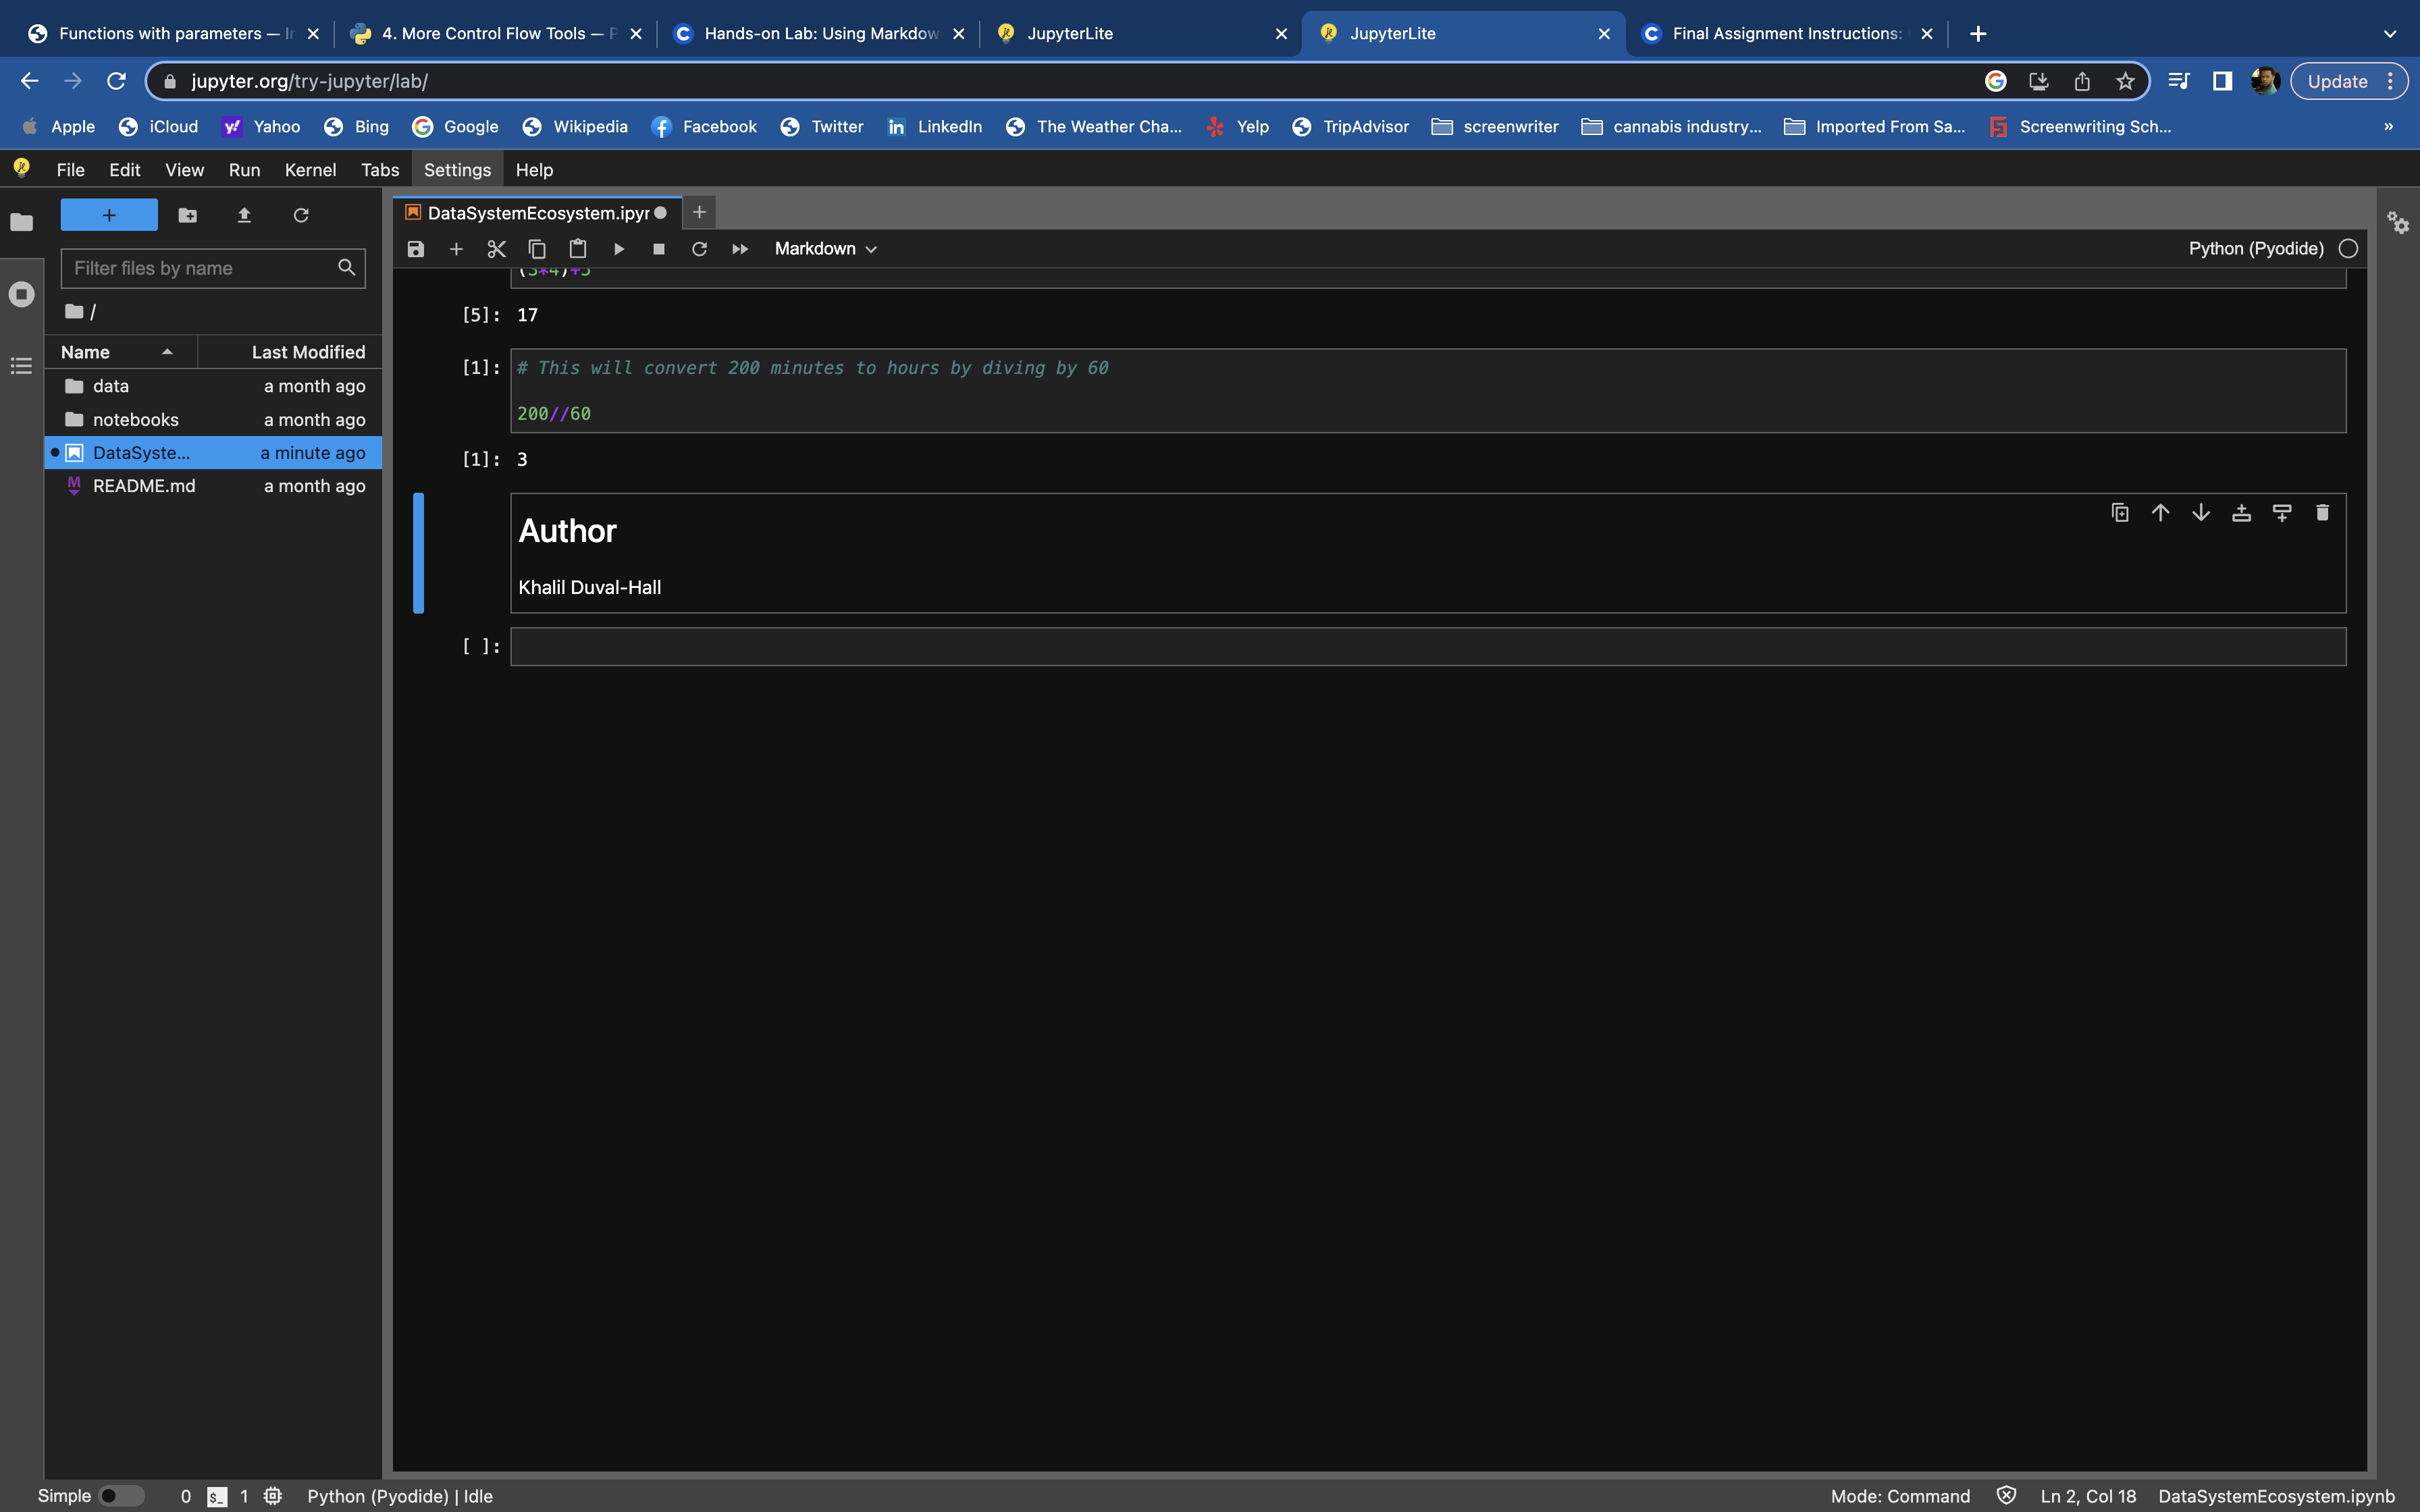 Functions with parameters — In
4. More Control Flow Tools — P
Hands-on Lab: Using Markdow
JupyterLite
JupyterLite
Final Assignment Instructions:
jupyter.org/try-jupyter/lab/
Update
Apple iCloud Yahoo Bing Google Wikipedia Facebook Twitter LinkedIn The Weather Cha... Yelp TripAdvisor screenwriter cannabis industry... Imported From Sa... Screenwriting Sch... »
File Edit View Run Kernel Tabs Settings Help
Filter files by name
/
Name Last Modified
data a month ago
notebooks a month ago
DataSyste... a minute ago
README.md a month ago
DataSystemEcosystem.ipyr
Markdown Python (Pyodide)
(3*4)+5
[5]: 17
[1]: # This will convert 200 minutes to hours by diving by 60
200//60
[1]: 3
Author
Khalil Duval-Hall
[ ]:
Simple 0 $_ 1 Python (Pyodide) | Idle Mode: Command Ln 2, Col 18 DataSystemEcosystem.ipynb